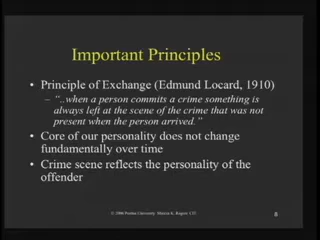 Important Principles
• Principle of Exchange (Edmund Locard, 1910)
– "..when a person commits a crime something is
always left at the scene of the crime that was not
present when the person arrived."
• Core of our personality does not change
fundamentally over time
• Crime scene reflects the personality of the
offender
© 2006 Purdue University Marcus K. Rogers
8